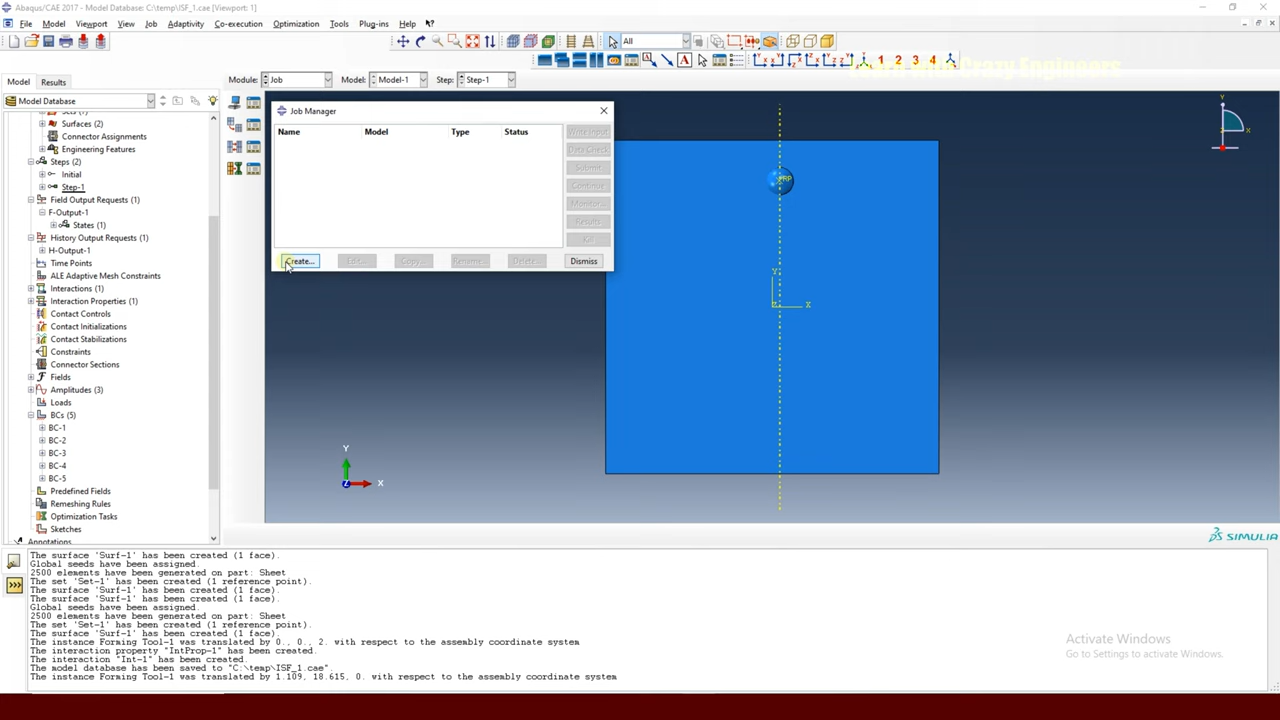 Abaqus/CAE 2017 - Model Database: C:\temp\ISF_1.cae [Viewport: 1]
File Model Viewport View Job Adaptivity Co-execution Optimization Tools Plug-ins Help
All
1 2 3 4
Crazy Engineers
Model Results
Module: Job Model: Model-1 Step: Step-1
Model Database
Job Manager
Name Model Type Status
Write Input
Data Check
Submit
Continue
Monitor...
Results
Kill
Create... Edit... Copy... Rename... Delete... Dismiss
Surfaces (2)
Connector Assignments
Engineering Features
Steps (2)
Initial
Step-1
Field Output Requests (1)
F-Output-1
States (1)
History Output Requests (1)
H-Output-1
Time Points
ALE Adaptive Mesh Constraints
Interactions (1)
Interaction Properties (1)
Contact Controls
Contact Initializations
Contact Stabilizations
Constraints
Connector Sections
Fields
Amplitudes (3)
Loads
BCs (5)
BC-1
BC-2
BC-3
BC-4
BC-5
Predefined Fields
Remeshing Rules
Optimization Tasks
Sketches
Annotations
RP
Y
X
Y
X
Z
Y
X
SIMULIA
The surface 'Surf-1' has been created (1 face).
Global seeds have been assigned.
2500 elements have been generated on part: Sheet
The set 'Set-1' has been created (1 reference point).
The surface 'Surf-1' has been created (1 face).
The surface 'Surf-1' has been created (1 face).
Global seeds have been assigned.
2500 elements have been generated on part: Sheet
The set 'Set-1' has been created (1 reference point).
The surface 'Surf-1' has been created (1 face).
The instance Forming Tool-1 was translated by 0., 0., 2. with respect to the assembly coordinate system
The interaction property "IntProp-1" has been created.
The interaction "Int-1" has been created.
The model database has been saved to "C:\temp\ISF_1.cae".
The instance Forming Tool-1 was translated by 1.109, 18.615, 0. with respect to the assembly coordinate system
Activate Windows
Go to Settings to activate Windows.